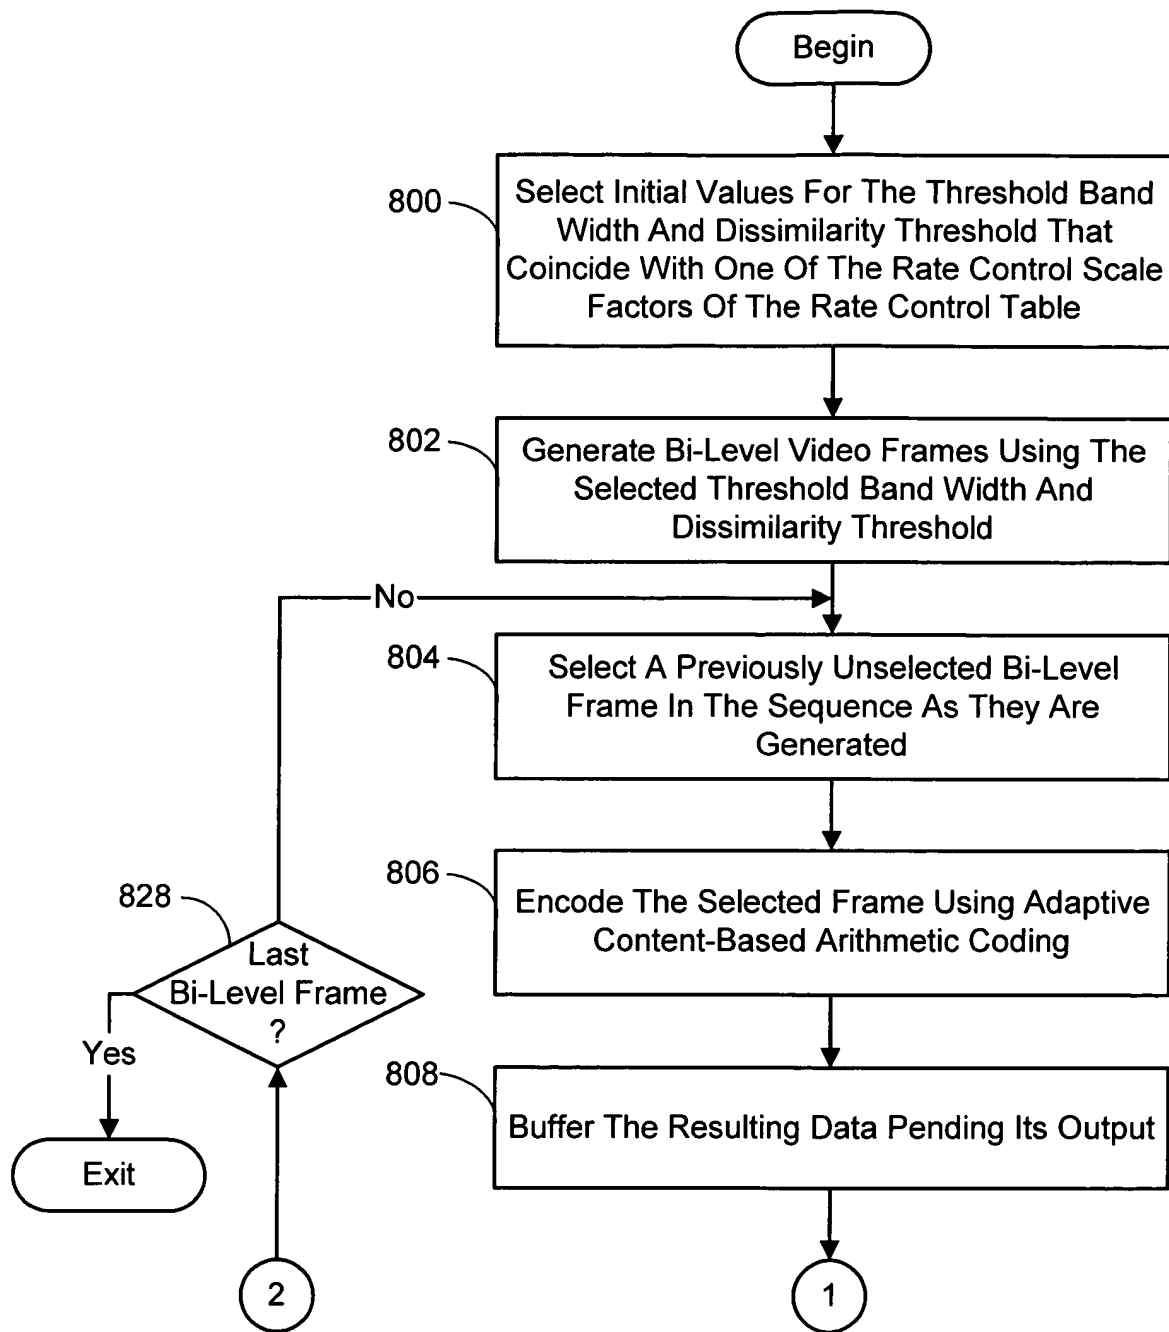 Begin
800
Select Initial Values For The Threshold Band
Width And Dissimilarity Threshold That
Coincide With One Of The Rate Control Scale
Factors Of The Rate Control Table
802
Generate Bi-Level Video Frames Using The
Selected Threshold Band Width And
Dissimilarity Threshold
No
804
Select A Previously Unselected Bi-Level
Frame In The Sequence As They Are
Generated
806
Encode The Selected Frame Using Adaptive
Content-Based Arithmetic Coding
828
Last
Bi-Level Frame
?
Yes
808
Buffer The Resulting Data Pending Its Output
Exit
2
1